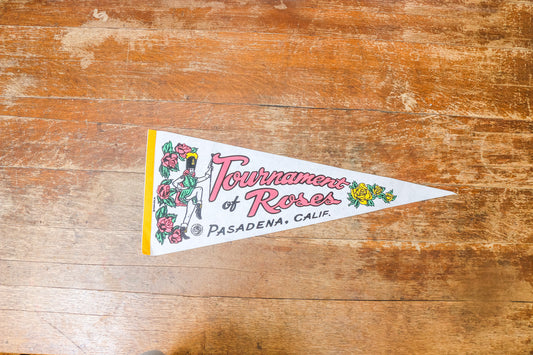 Tournament
of Roses
PASADENA, CALIF.